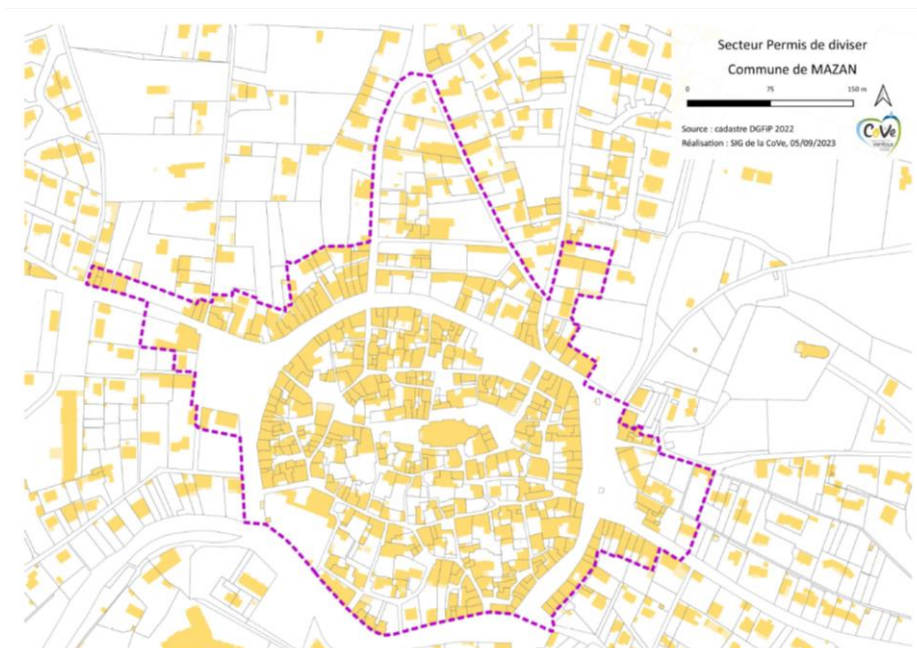 Secteur Permis de diviser
Commune de MAZAN
0 75 150 m
Source : cadastre DGFiP 2022
Réalisation : SIG de la CoVe, 05/09/2023
CoVe
ventoux